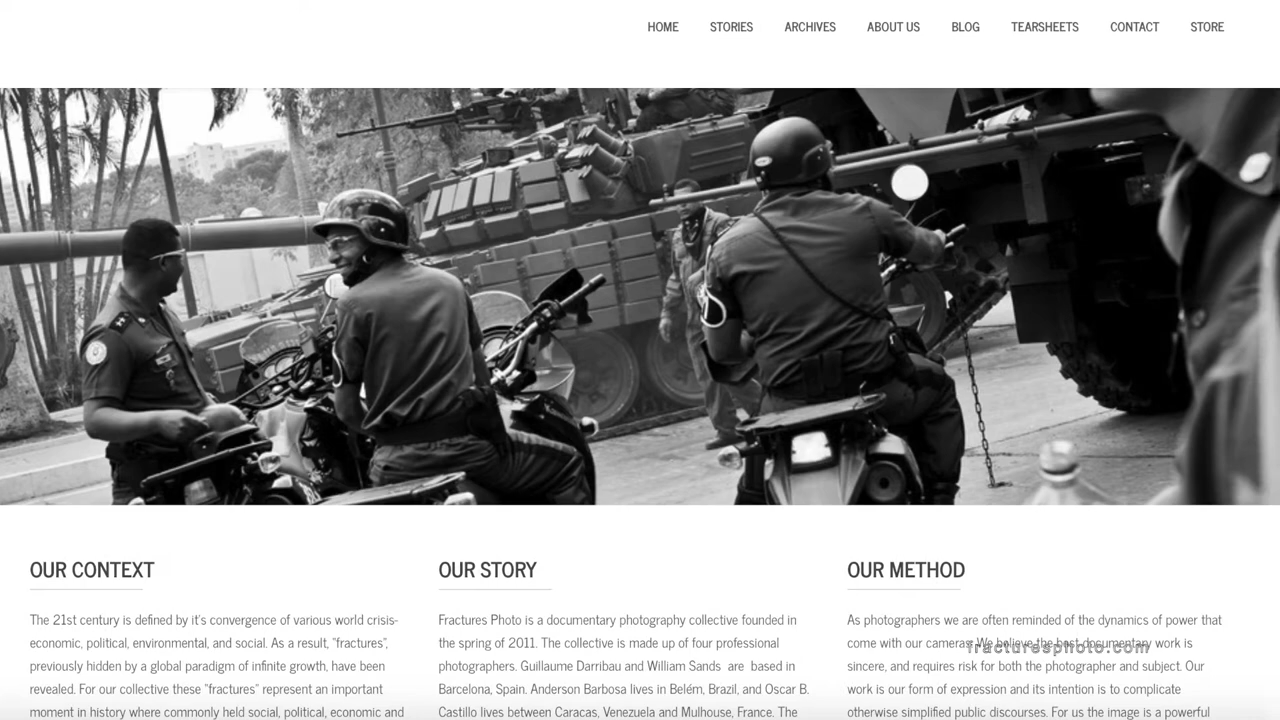 HOME STORIES ARCHIVES ABOUT US BLOG TEARSHEETS CONTACT STORE
OUR CONTEXT
The 21st century is defined by it's convergence of various world crisis-
economic, political, environmental, and social. As a result, "fractures",
previously hidden by a global paradigm of infinite growth, have been
revealed. For our collective these "fractures" represent an important
moment in history where commonly held social, political, economic and
OUR STORY
Fractures Photo is a documentary photography collective founded in
the spring of 2011. The collective is made up of four professional
photographers. Guillaume Darribau and William Sands are based in
Barcelona, Spain. Anderson Barbosa lives in Belém, Brazil, and Oscar B.
Castillo lives between Caracas, Venezuela and Mulhouse, France. The
OUR METHOD
As photographers we are often reminded of the dynamics of power that
come with our cameras. We believe the best documentary work is
sincere, and requires risk for both the photographer and subject. Our
work is our form of expression and its intention is to complicate
otherwise simplified public discourses. For us the image is a powerful
fracturesphoto.com